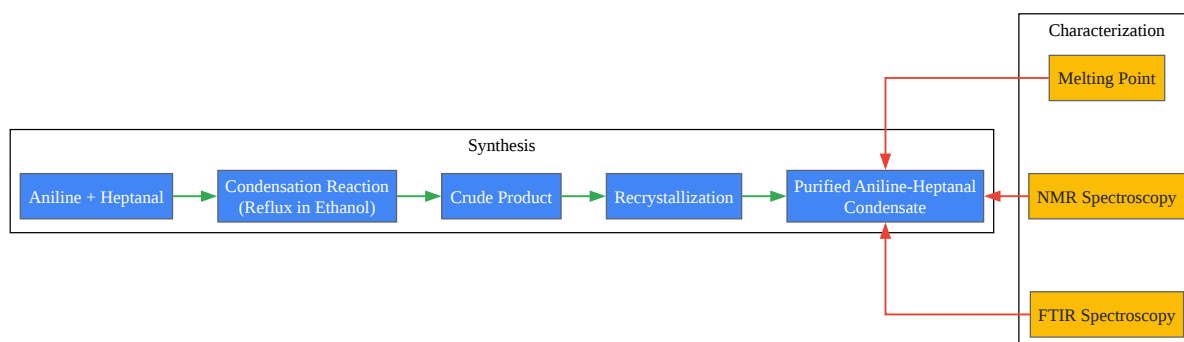 Characterization
Melting Point
Synthesis
Aniline + Heptanal
Condensation Reaction
(Reflux in Ethanol)
Crude Product
Recrystallization
Purified Aniline-Heptanal
Condensate
NMR Spectroscopy
FTIR Spectroscopy